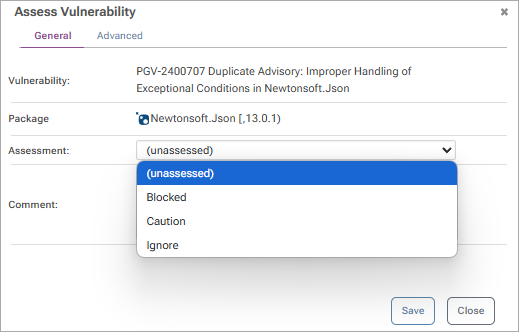 Assess Vulnerability
×
General Advanced
Vulnerability: PGV-2400707 Duplicate Advisory: Improper Handling of
Exceptional Conditions in Newtonsoft.Json
Package Newtonsoft.Json [,13.0.1)
Assessment: (unassessed)
(unassessed)
Blocked
Comment:
Caution
Ignore
Save Close